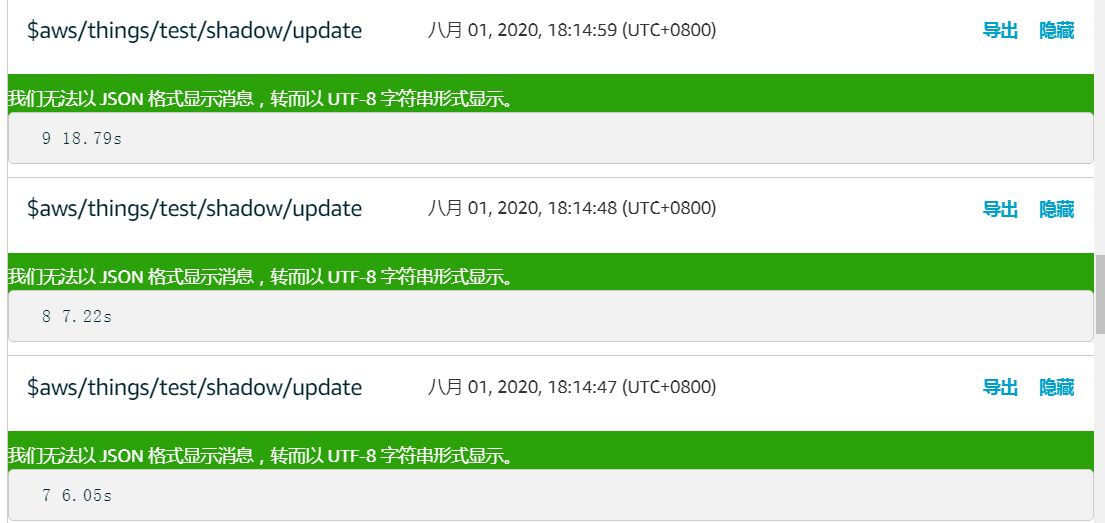 $aws/things/test/shadow/update 八月 01, 2020, 18:14:59 (UTC+0800) 导出 隐藏
我们无法以 JSON 格式显示消息，转而以 UTF-8 字符串形式显示。
9 18.79s
$aws/things/test/shadow/update 八月 01, 2020, 18:14:48 (UTC+0800) 导出 隐藏
我们无法以 JSON 格式显示消息，转而以 UTF-8 字符串形式显示。
8 7.22s
$aws/things/test/shadow/update 八月 01, 2020, 18:14:47 (UTC+0800) 导出 隐藏
我们无法以 JSON 格式显示消息，转而以 UTF-8 字符串形式显示。
7 6.05s